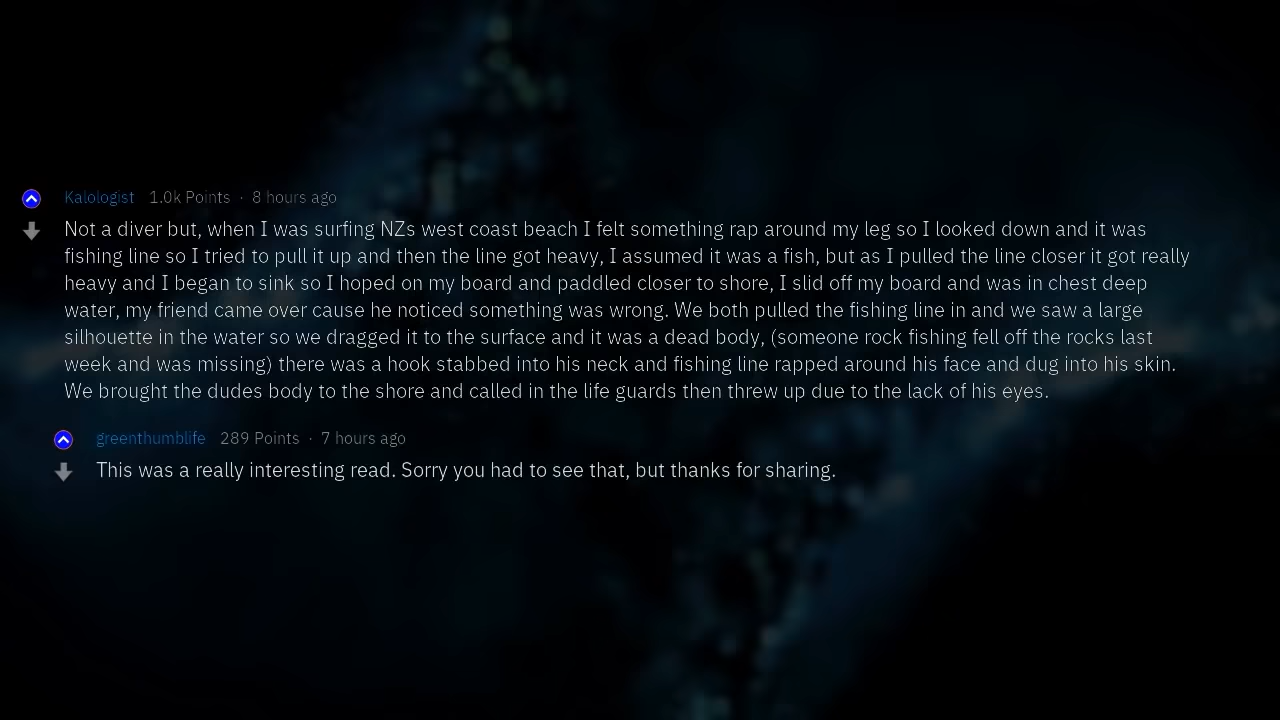 Kalologist 1.0k Points · 8 hours ago
Not a diver but, when I was surfing NZs west coast beach I felt something rap around my leg so I looked down and it was
fishing line so I tried to pull it up and then the line got heavy, I assumed it was a fish, but as I pulled the line closer it got really
heavy and I began to sink so I hoped on my board and paddled closer to shore, I slid off my board and was in chest deep
water, my friend came over cause he noticed something was wrong. We both pulled the fishing line in and we saw a large
silhouette in the water so we dragged it to the surface and it was a dead body, (someone rock fishing fell off the rocks last
week and was missing) there was a hook stabbed into his neck and fishing line rapped around his face and dug into his skin.
We brought the dudes body to the shore and called in the life guards then threw up due to the lack of his eyes.
greenthumblife 289 Points · 7 hours ago
This was a really interesting read. Sorry you had to see that, but thanks for sharing.